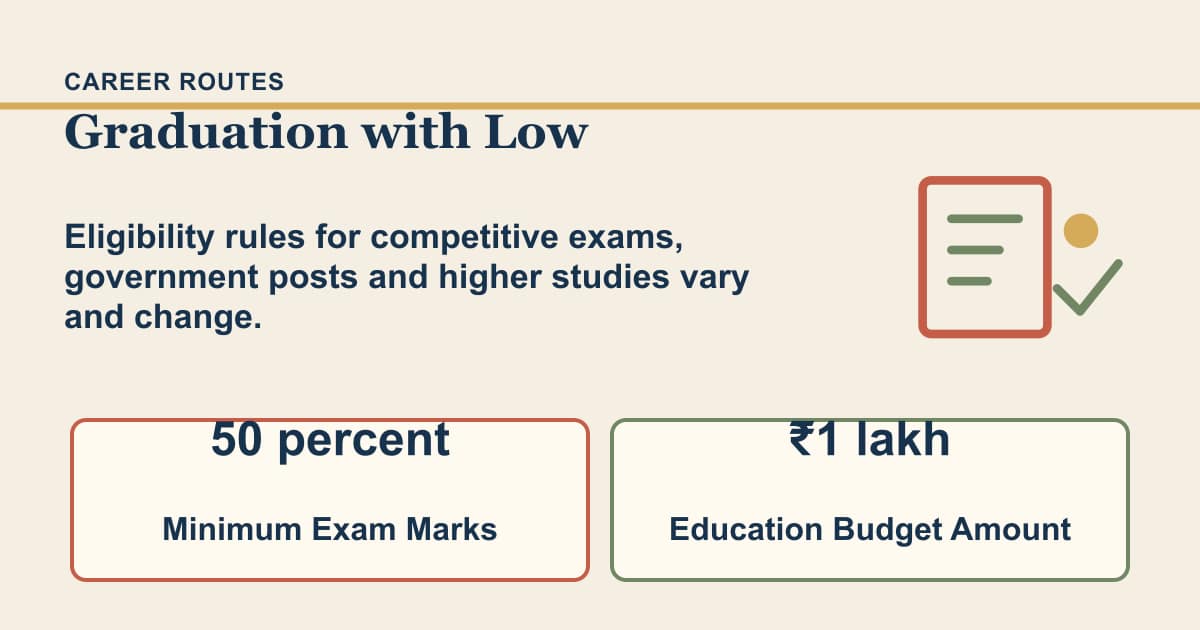 CAREER ROUTES
Graduation with Low
Eligibility rules for competitive exams,
government posts and higher studies vary
and change.
50 percent
Minimum Exam Marks
₹1 lakh
Education Budget Amount